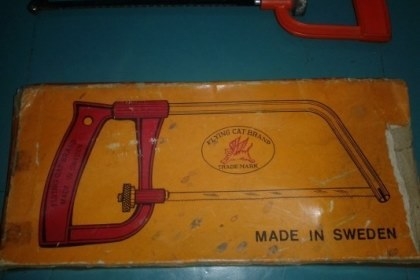 FLYING CAT BRAND
TRADE MARK
MADE IN SWEDEN